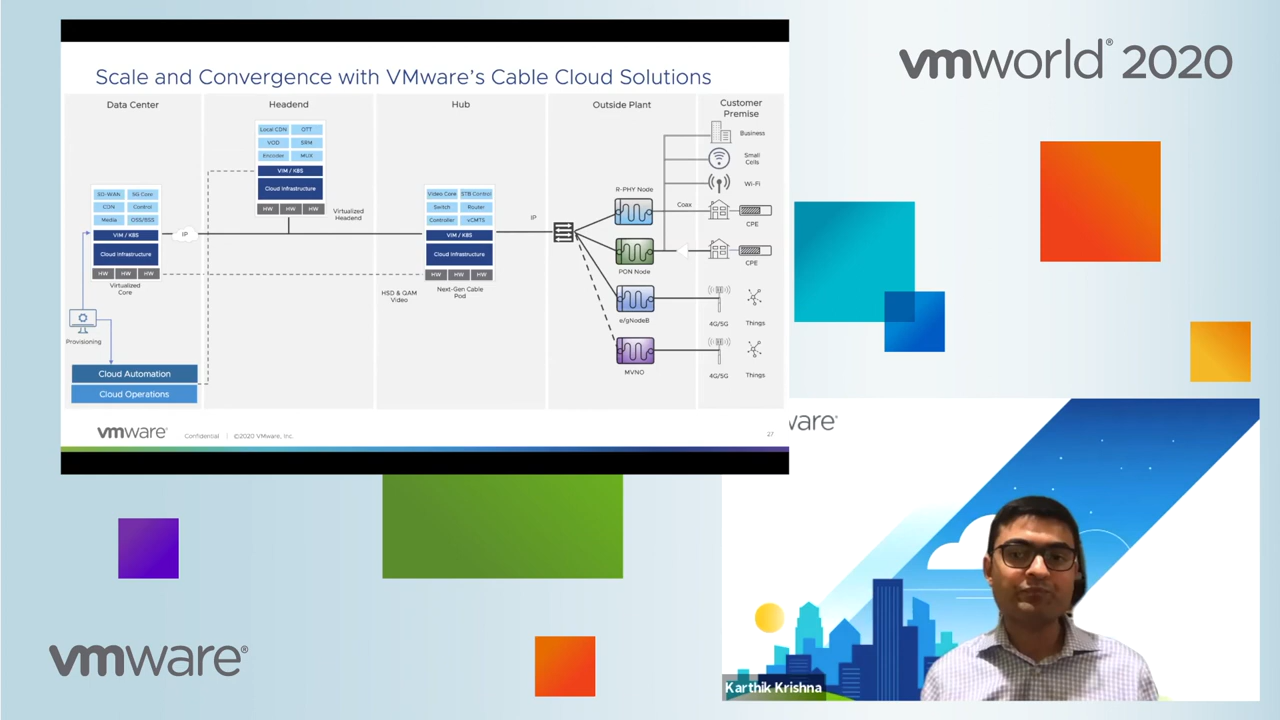 vmworld® 2020
Scale and Convergence with VMware's Cable Cloud Solutions
Data Center
Headend
Hub
Outside Plant
Customer
Premise
Local CDN
OTT
VOD
SRM
Encoder
MUX
VIM / K8S
Cloud Infrastructure
HW
HW
HW
Virtualized
Headend
SD-WAN
5G Core
CDN
Control
Media
OSS/BSS
VIM / K8S
Cloud Infrastructure
HW
HW
HW
Virtualized
Core
IP
Provisioning
Cloud Automation
Cloud Operations
Video Core
STB Control
Switch
Router
Controller
vCMTS
VIM / K8S
Cloud Infrastructure
HW
HW
HW
HSD & QAM
Video
Next-Gen Cable
Pod
IP
R-PHY Node
Coax
PON Node
e/gNodeB
MVNO
Business
Small
Cells
Wi-Fi
CPE
CPE
4G/5G
Things
4G/5G
Things
vmware®
Confidential | ©2020 VMware, Inc.
27
ware®
Karthik Krishna
vmware®